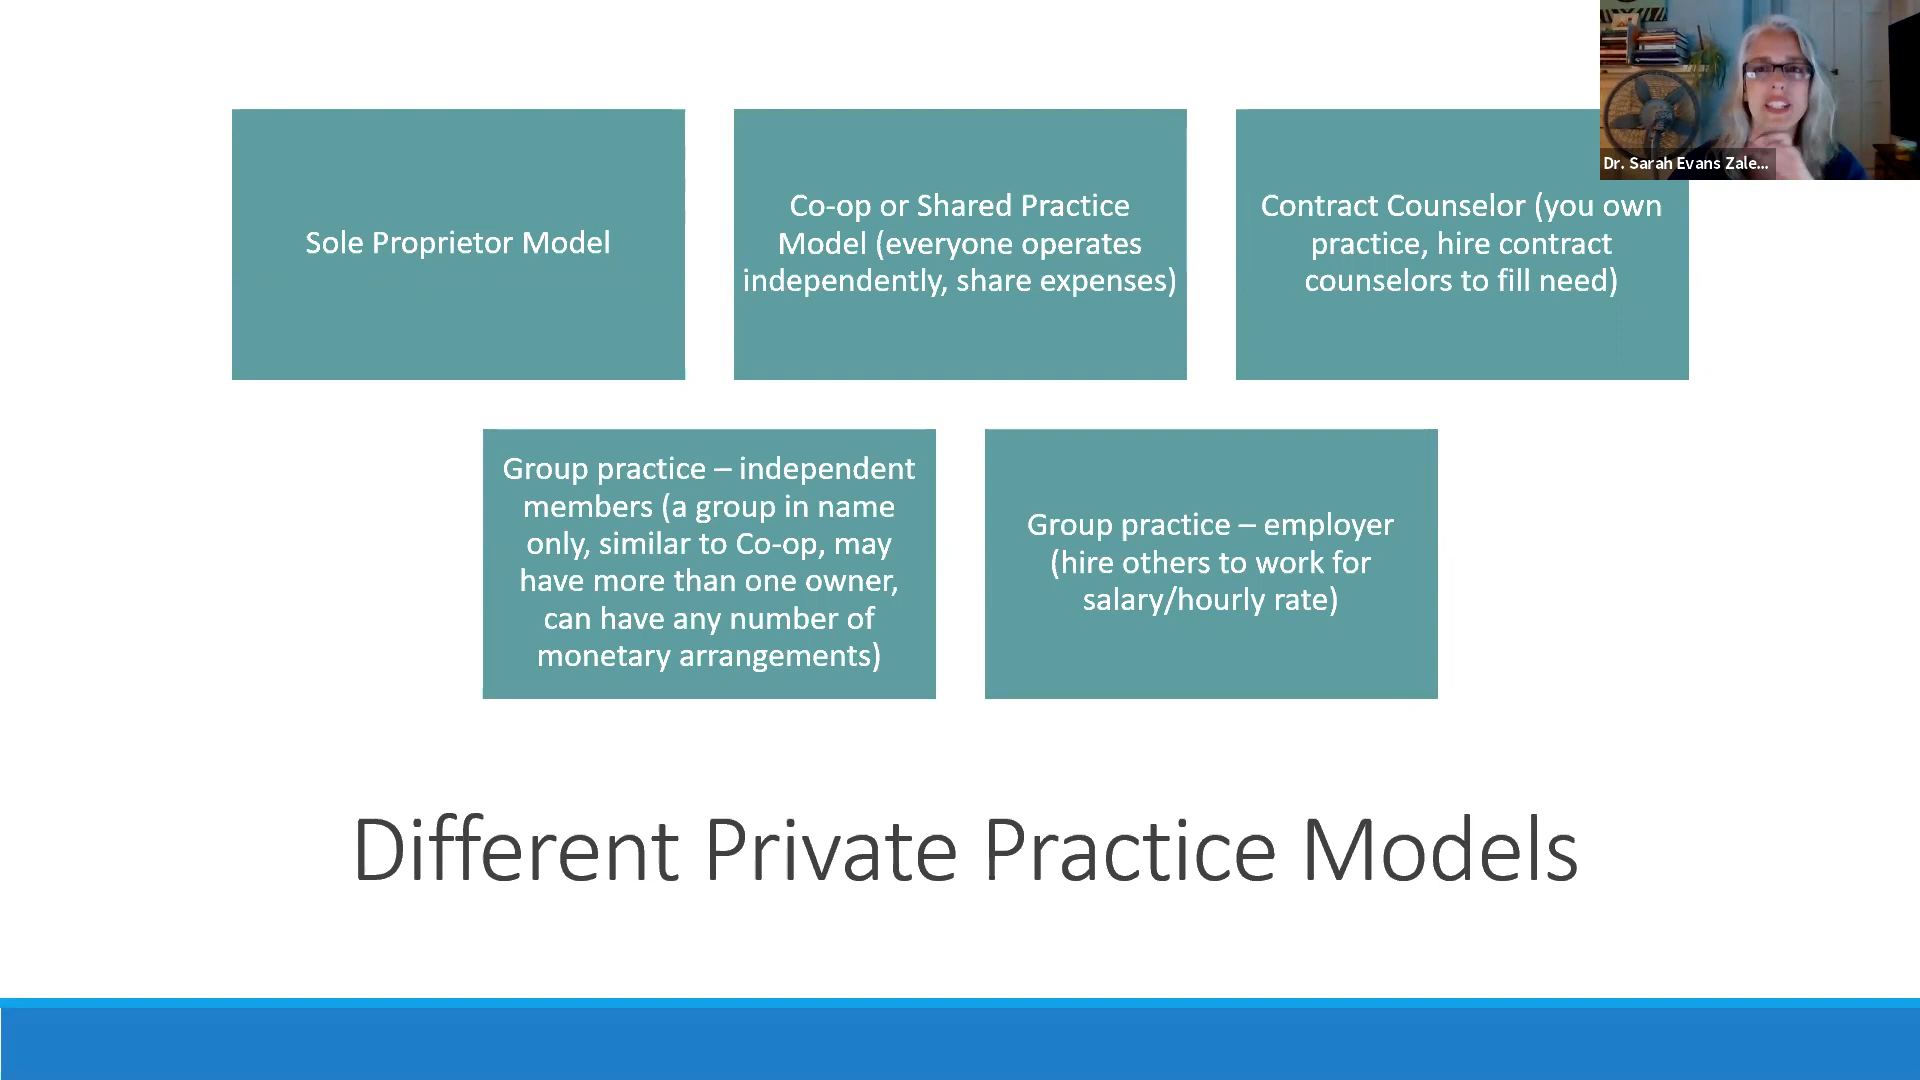 Dr. Sarah Evans Zale...
Sole Proprietor Model
Co-op or Shared Practice
Model (everyone operates
independently, share expenses)
Contract Counselor (you own
practice, hire contract
counselors to fill need)
Group practice – independent
members (a group in name
only, similar to Co-op, may
have more than one owner,
can have any number of
monetary arrangements)
Group practice – employer
(hire others to work for
salary/hourly rate)
Different Private Practice Models